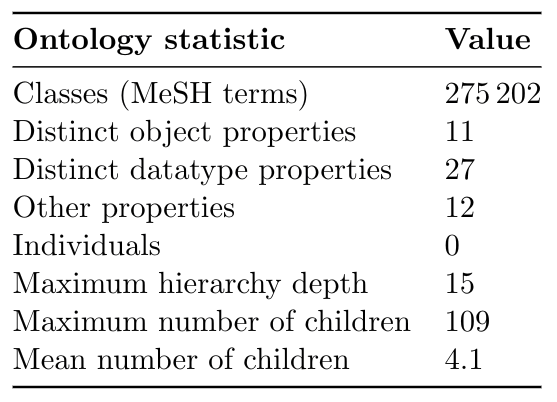 Ontology statistic Value
Classes (MeSH terms) 275 202
Distinct object properties 11
Distinct datatype properties 27
Other properties 12
Individuals 0
Maximum hierarchy depth 15
Maximum number of children 109
Mean number of children 4.1